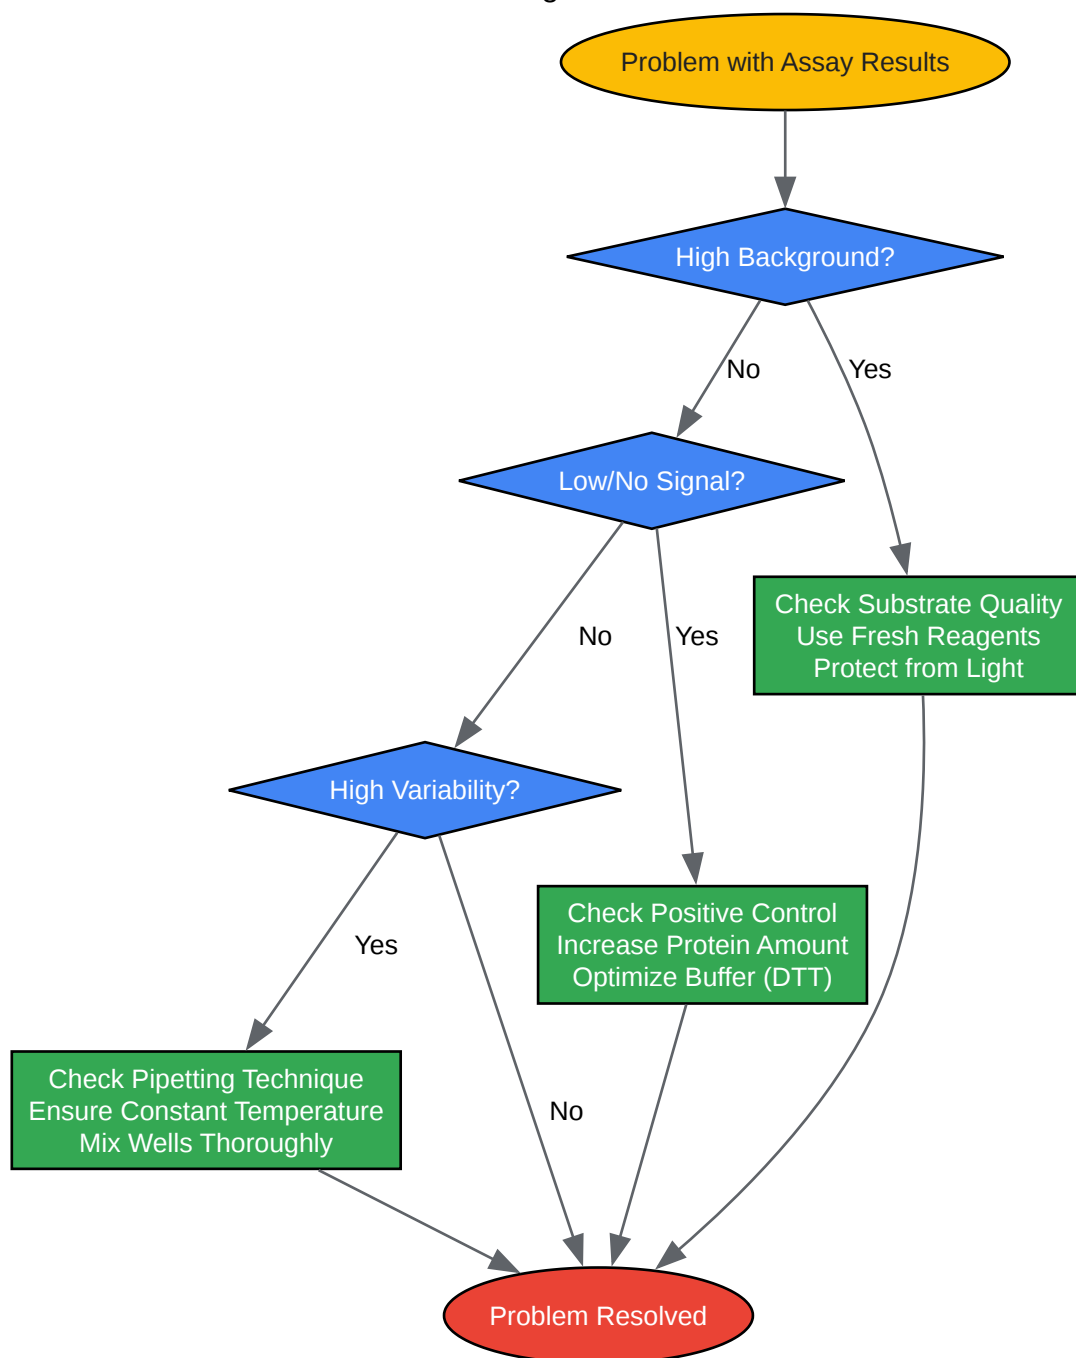 Problem with Assay Results
High Background?
No
Yes
Low/No Signal?
Check Substrate Quality
Use Fresh Reagents
Protect from Light
No
Yes
High Variability?
Check Positive Control
Increase Protein Amount
Optimize Buffer (DTT)
Yes
Check Pipetting Technique
Ensure Constant Temperature
Mix Wells Thoroughly
No
Problem Resolved